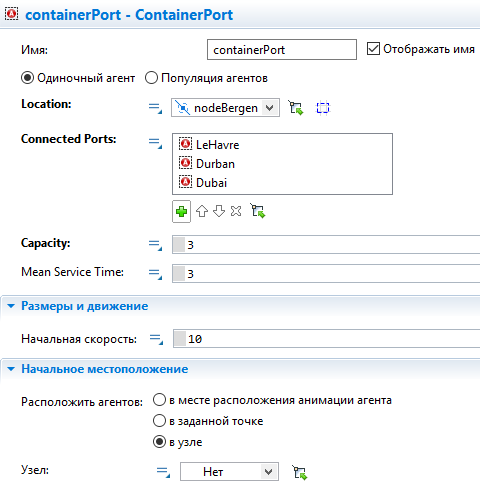 containerPort - ContainerPort
Имя: containerPort Отображать имя
Одиночный агент Популяция агентов
Location: nodeBergen
Connected Ports: LeHavre
Durban
Dubai
Capacity: 3
Mean Service Time: 3
Размеры и движение
Начальная скорость: 10
Начальное местоположение
Расположить агентов: в месте расположения анимации агента
в заданной точке
в узле
Узел: Нет